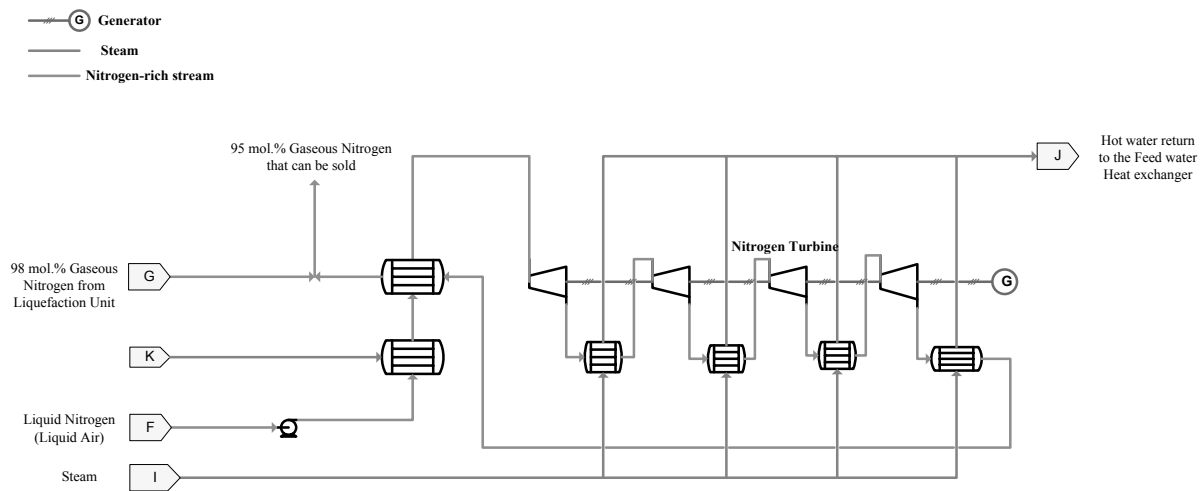 G
Generator
Steam
Nitrogen-rich stream
95 mol.% Gaseous Nitrogen
that can be sold
J
Hot water return
to the Feed water
Heat exchanger
Nitrogen Turbine
98 mol.% Gaseous
Nitrogen from
Liquefaction Unit
G
G
K
Liquid Nitrogen
(Liquid Air)
F
Steam
I